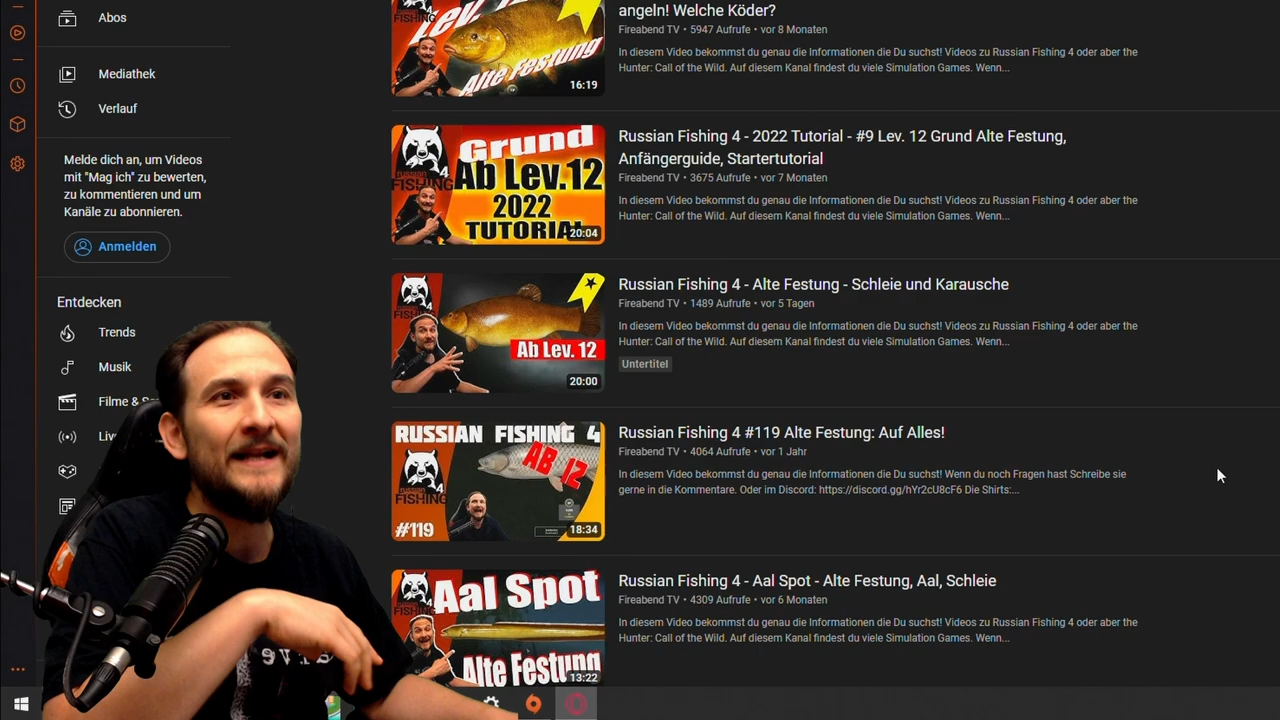 Abos
Mediathek
Verlauf
Melde dich an, um Videos
mit "Mag ich" zu bewerten,
zu kommentieren und um
Kanäle zu abonnieren.
Anmelden
Entdecken
Trends
Musik
Filme &
FISHING
Alte Festung
16:19
angeln! Welche Köder?
Fireabend TV • 5947 Aufrufe • vor 8 Monaten
In diesem Video bekommst du genau die Informationen die Du suchst! Videos zu Russian Fishing 4 oder aber the
Hunter: Call of the Wild. Auf diesem Kanal findest du viele Simulation Games. Wenn...
Grund
Ab Lev.12
2022
TUTORIAL
FISHING
20:04
Russian Fishing 4 - 2022 Tutorial - #9 Lev. 12 Grund Alte Festung,
Anfängerguide, Startertutorial
Fireabend TV • 3675 Aufrufe • vor 7 Monaten
In diesem Video bekommst du genau die Informationen die Du suchst! Videos zu Russian Fishing 4 oder aber the
Hunter: Call of the Wild. Auf diesem Kanal findest du viele Simulation Games. Wenn...
FISHING
Ab Lev. 12
20:00
Russian Fishing 4 - Alte Festung - Schleie und Karausche
Fireabend TV • 1489 Aufrufe • vor 5 Tagen
In diesem Video bekommst du genau die Informationen die Du suchst! Videos zu Russian Fishing 4 oder aber the
Hunter: Call of the Wild. Auf diesem Kanal findest du viele Simulation Games. Wenn...
Untertitel
RUSSIAN FISHING 4
AB 12
FISHING
#119
18:34
Russian Fishing 4 #119 Alte Festung: Auf Alles!
Fireabend TV • 4064 Aufrufe • vor 1 Jahr
In diesem Video bekommst du genau die Informationen die Du suchst! Wenn du noch Fragen hast Schreibe sie
gerne in die Kommentare. Oder im Discord: https://discord.gg/hYr2cU8cF6 Die Shirts:...
Aal Spot
FISHING
Alte Festung
13:22
Russian Fishing 4 - Aal Spot - Alte Festung, Aal, Schleie
Fireabend TV • 4309 Aufrufe • vor 6 Monaten
In diesem Video bekommst du genau die Informationen die Du suchst! Videos zu Russian Fishing 4 oder aber the
Hunter: Call of the Wild. Auf diesem Kanal findest du viele Simulation Games. Wenn...